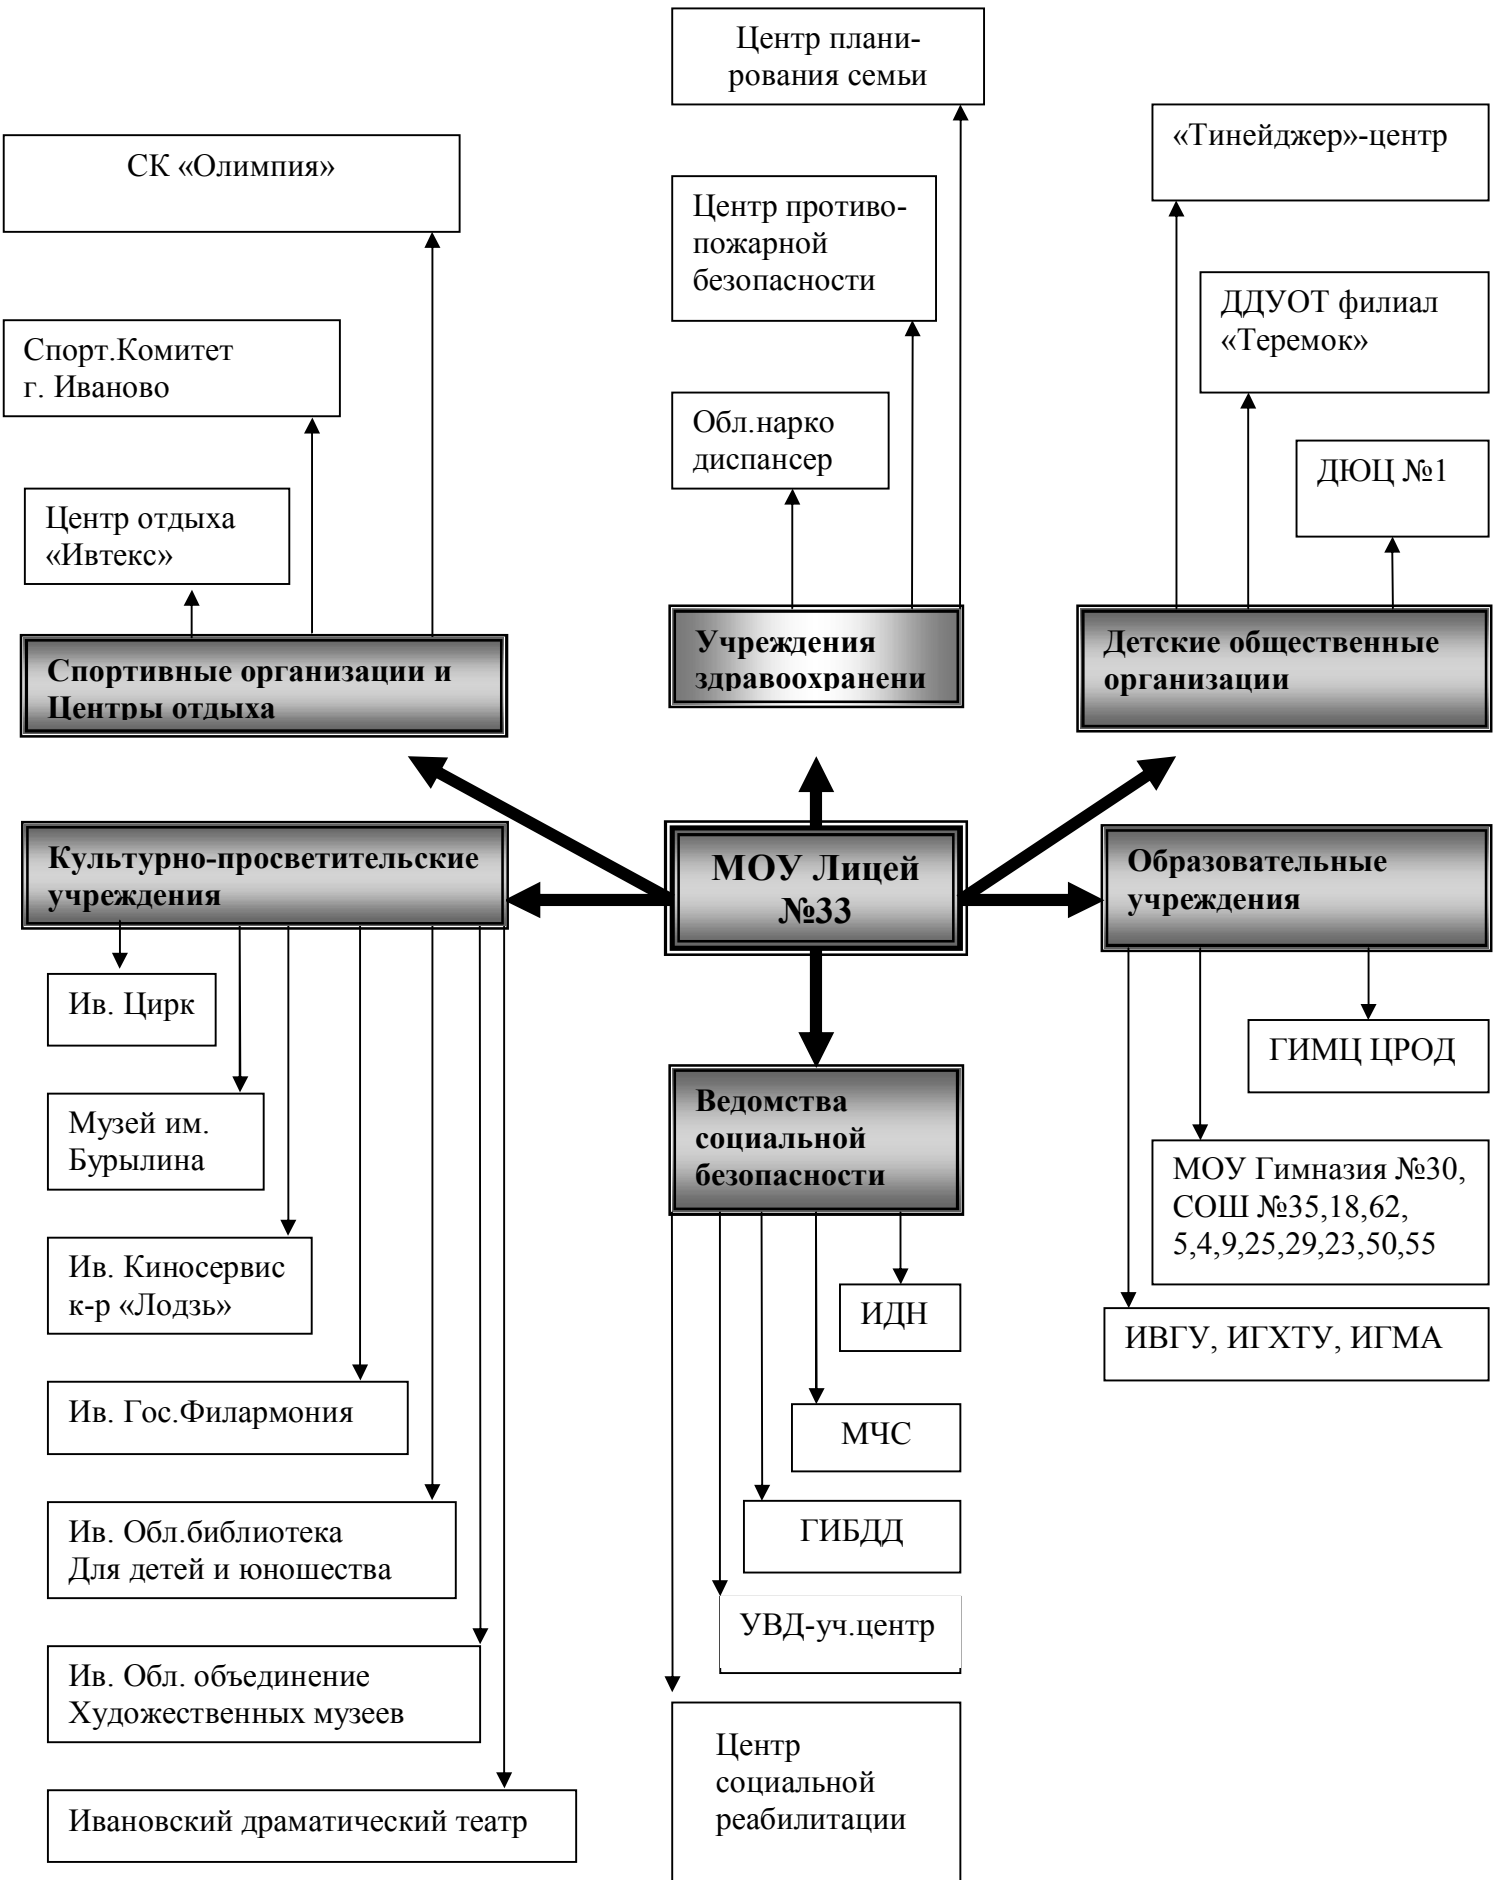 Центр плани-
рования семьи
«Тинейджер»-центр
СК «Олимпия»
Центр противо-
пожарной
безопасности
ДДУОТ филиал
«Теремок»
Спорт.Комитет
г. Иваново
Обл.нарко
диспансер
ДЮЦ №1
Центр отдыха
«Ивтекс»
Спортивные организации и
Центры отдыха
Учреждения
здравоохранени
Детские общественные
организации
Культурно-просветительские
учреждения
МОУ Лицей
№33
Образовательные
учреждения
Ив. Цирк
Музей им.
Бурылина
Ив. Киносервис
к-р «Лодзь»
Ив. Гос.Филармония
Ив. Обл.библиотека
Для детей и юношества
Ив. Обл. объединение
Художественных музеев
Ивановский драматический театр
Ведомства
социальной
безопасности
ИДН
МЧС
ГИБДД
УВД-уч.центр
Центр
социальной
реабилитации
ГИМЦ ЦРОД
МОУ Гимназия №30,
СОШ №35,18,62,
5,4,9,25,29,23,50,55
ИВГУ, ИГХТУ, ИГМА